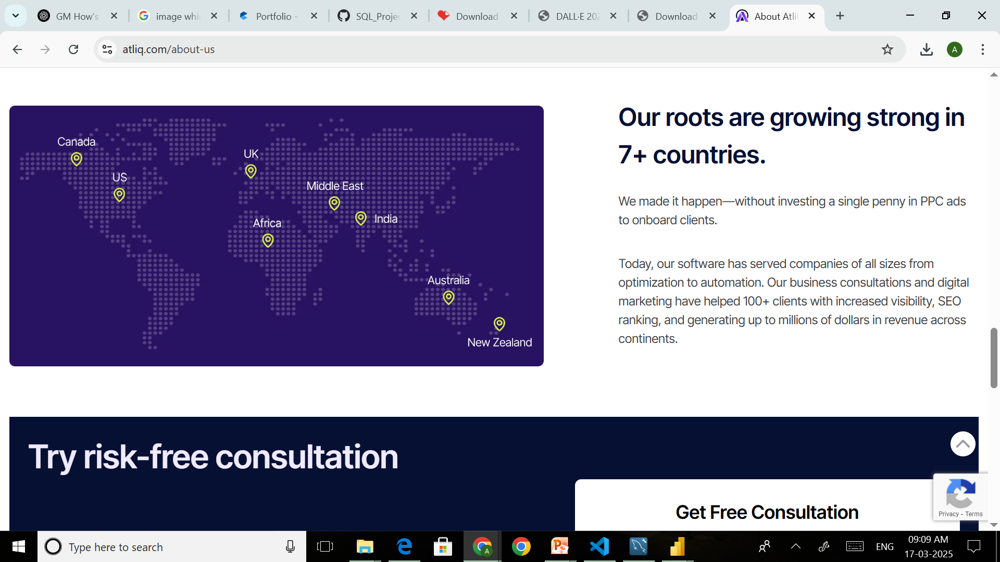 GM How's
image whic
Portfolio -
SQL_Projec
Download
DALL·E 202
Download
About AtliQ
atliq.com/about-us
A
Canada
US
UK
Middle East
India
Africa
Australia
New Zealand
Our roots are growing strong in
7+ countries.
We made it happen—without investing a single penny in PPC ads
to onboard clients.
Today, our software has served companies of all sizes from
optimization to automation. Our business consultations and digital
marketing have helped 100+ clients with increased visibility, SEO
ranking, and generating up to millions of dollars in revenue across
continents.
Try risk-free consultation
Get Free Consultation
Privacy - Terms
Type here to search
A
ENG
09:09 AM
17-03-2025